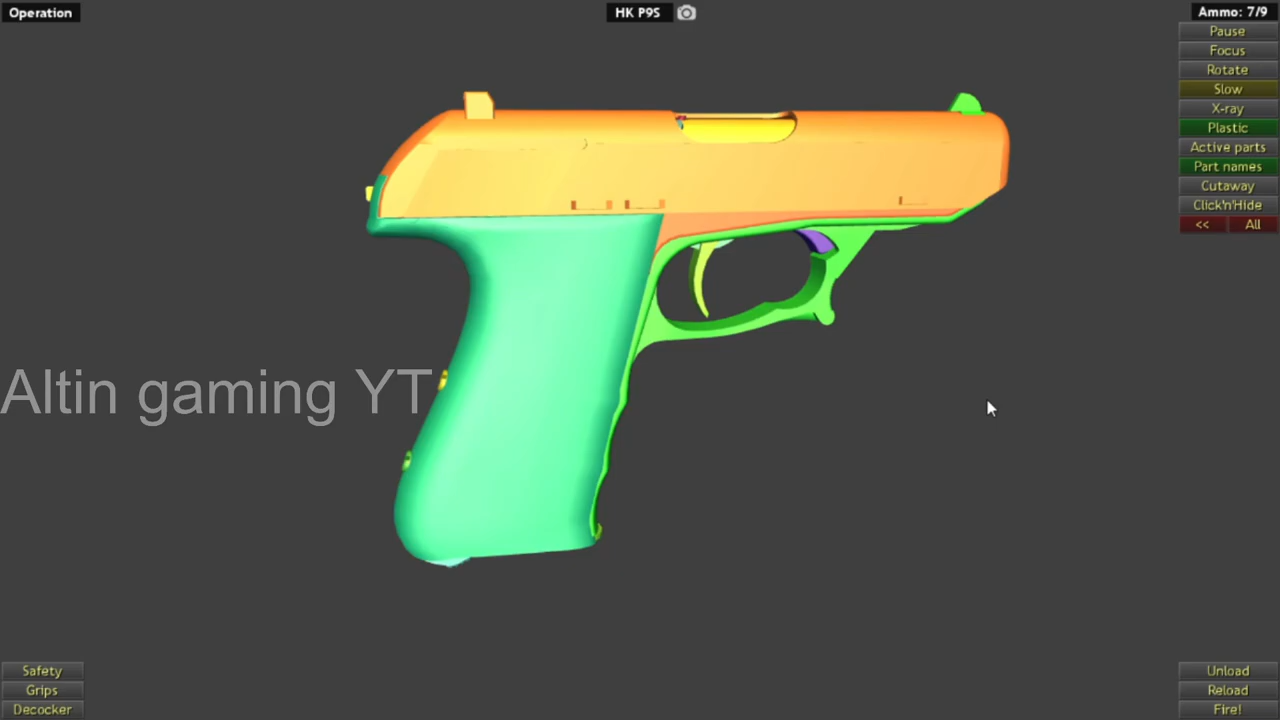 Operation
HK P9S
Ammo: 7/9
Pause
Focus
Rotate
Slow
X-ray
Plastic
Active parts
Part names
Cutaway
Click'n'Hide
<< All
Altin gaming YT
Safety
Grips
Decocker
Unload
Reload
Fire!